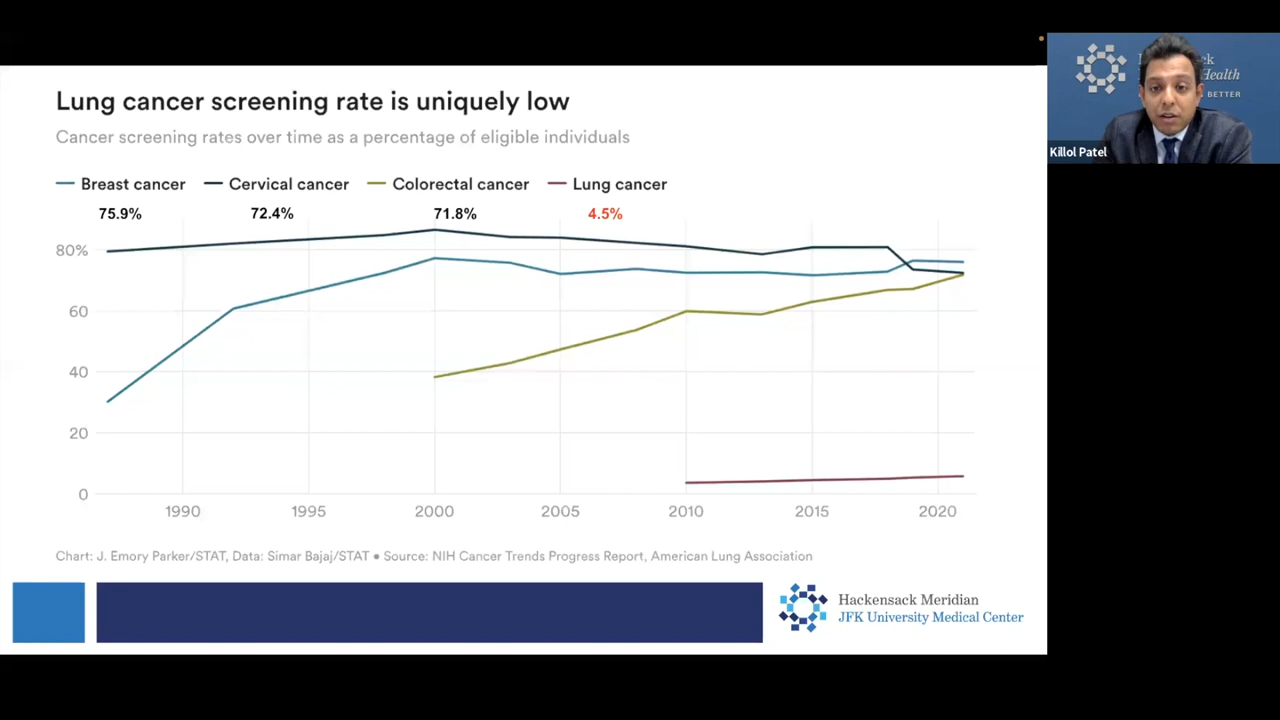 Lung cancer screening rate is uniquely low
Cancer screening rates over time as a percentage of eligible individuals
Breast cancer Cervical cancer Colorectal cancer Lung cancer
75.9% 72.4% 71.8% 4.5%
80%
60
40
20
0
1990 1995 2000 2005 2010 2015 2020
Chart: J. Emory Parker/STAT, Data: Simar Bajaj/STAT • Source: NIH Cancer Trends Progress Report, American Lung Association
Hackensack Meridian
JFK University Medical Center
Health
BETTER
Killol Patel